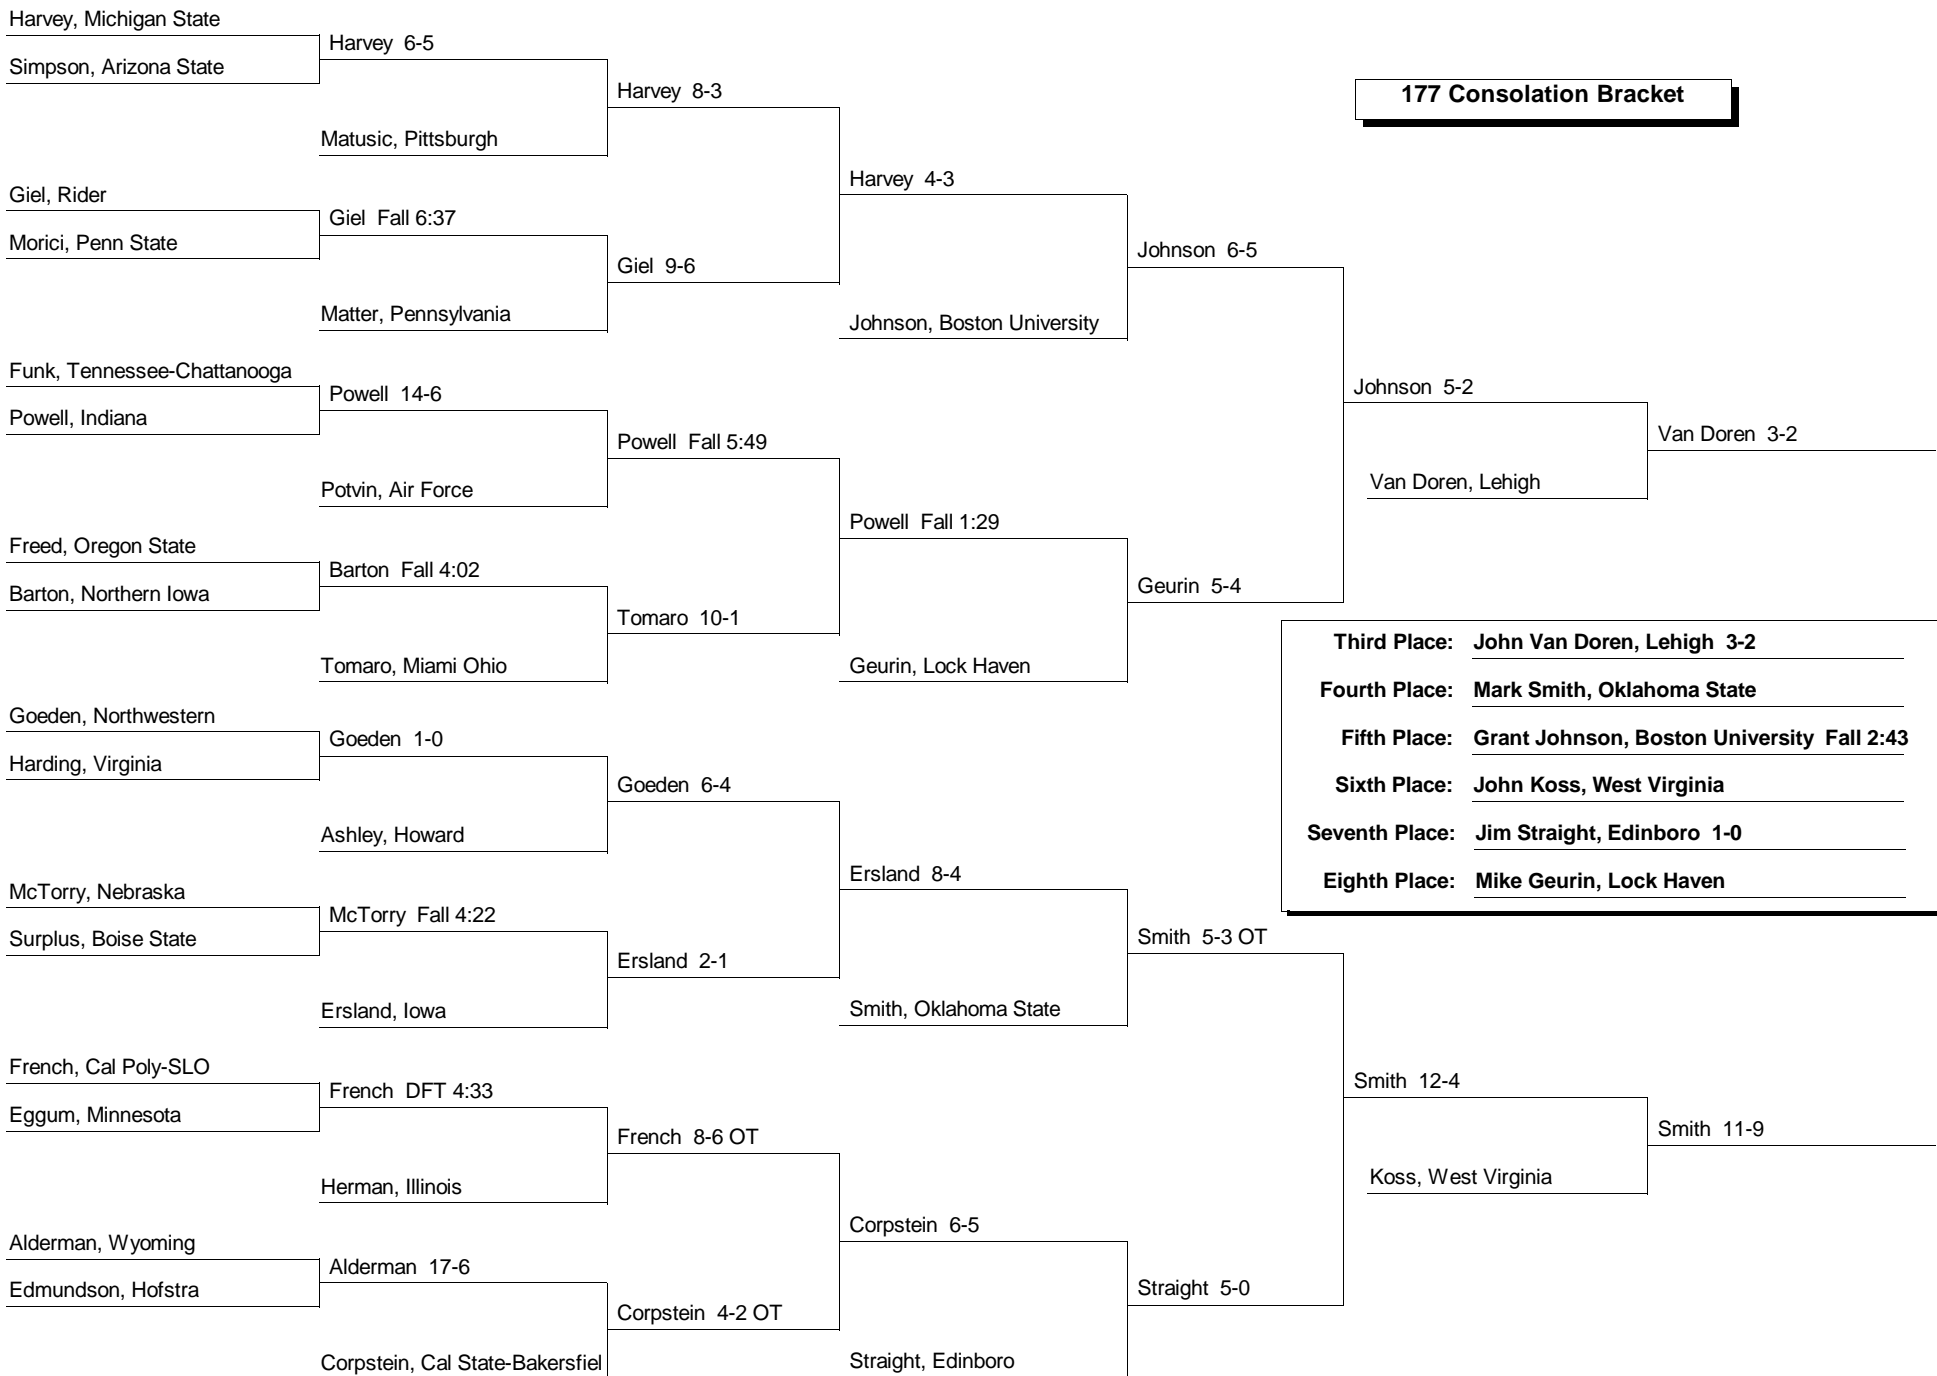 Harvey, Michigan State
Simpson, Arizona State
Harvey 6-5
Matusic, Pittsburgh
Harvey 8-3
Giel, Rider
Morici, Penn State
Giel Fall 6:37
Matter, Pennsylvania
Giel 9-6
Harvey 4-3
Johnson, Boston University
Johnson 6-5
Funk, Tennessee-Chattanooga
Powell, Indiana
Powell 14-6
Potvin, Air Force
Powell Fall 5:49
Freed, Oregon State
Barton, Northern Iowa
Barton Fall 4:02
Tomaro, Miami Ohio
Tomaro 10-1
Powell Fall 1:29
Geurin, Lock Haven
Geurin 5-4
Johnson 5-2
Van Doren, Lehigh
Van Doren 3-2
177 Consolation Bracket
Goeden, Northwestern
Harding, Virginia
Goeden 1-0
Ashley, Howard
Goeden 6-4
McTorry, Nebraska
Surplus, Boise State
McTorry Fall 4:22
Ersland, Iowa
Ersland 2-1
Ersland 8-4
Smith, Oklahoma State
Smith 5-3 OT
French, Cal Poly-SLO
Eggum, Minnesota
French DFT 4:33
Herman, Illinois
French 8-6 OT
Alderman, Wyoming
Edmundson, Hofstra
Alderman 17-6
Corpstein, Cal State-Bakersfiel
Corpstein 4-2 OT
Corpstein 6-5
Straight, Edinboro
Straight 5-0
Smith 12-4
Koss, West Virginia
Smith 11-9
Third Place: John Van Doren, Lehigh 3-2
Fourth Place: Mark Smith, Oklahoma State
Fifth Place: Grant Johnson, Boston University Fall 2:43
Sixth Place: John Koss, West Virginia
Seventh Place: Jim Straight, Edinboro 1-0
Eighth Place: Mike Geurin, Lock Haven